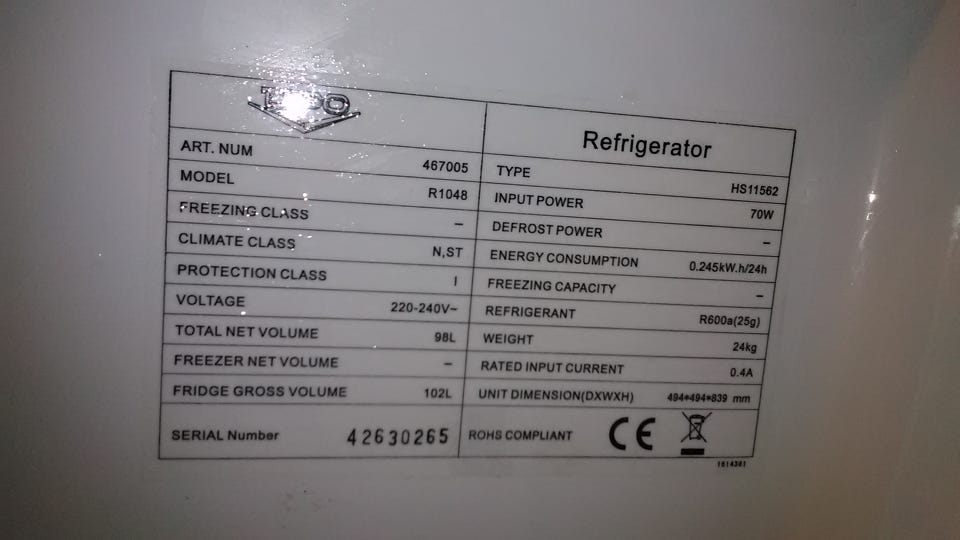 Refrigerator
ART. NUM 467005
MODEL R1048
FREEZING CLASS –
CLIMATE CLASS N,ST
PROTECTION CLASS I
VOLTAGE 220-240V~
TOTAL NET VOLUME 98L
FREEZER NET VOLUME –
FRIDGE GROSS VOLUME 102L
SERIAL Number 42630265
TYPE HS11562
INPUT POWER 70W
DEFROST POWER –
ENERGY CONSUMPTION 0.245kW.h/24h
FREEZING CAPACITY –
REFRIGERANT R600a(25g)
WEIGHT 24kg
RATED INPUT CURRENT 0.4A
UNIT DIMENSION(DXWXH) 494*494*839 mm
ROHS COMPLIANT CE